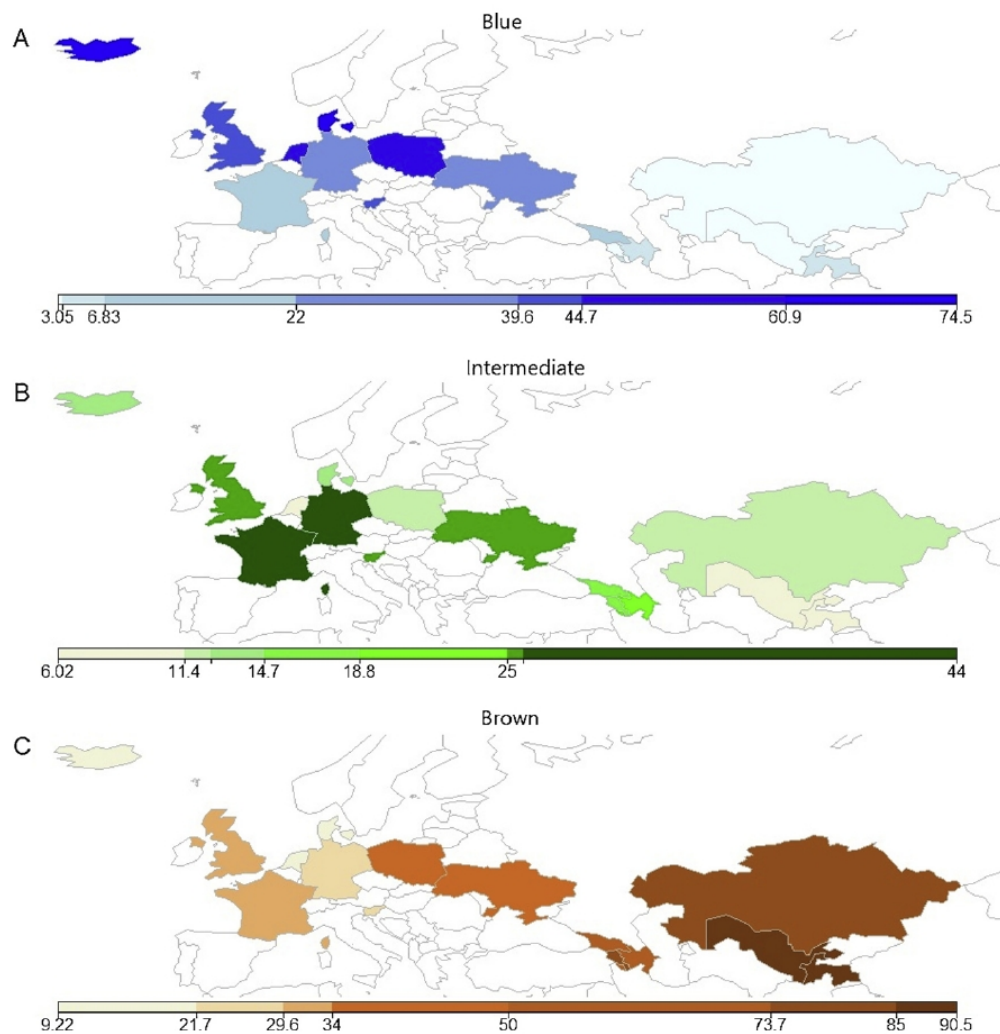 Blue
A
3.05 6.83 22 39.6 44.7 60.9 74.5
Intermediate
B
6.02 11.4 14.7 18.8 25 44
Brown
C
9.22 21.7 29.6 34 50 73.7 85 90.5